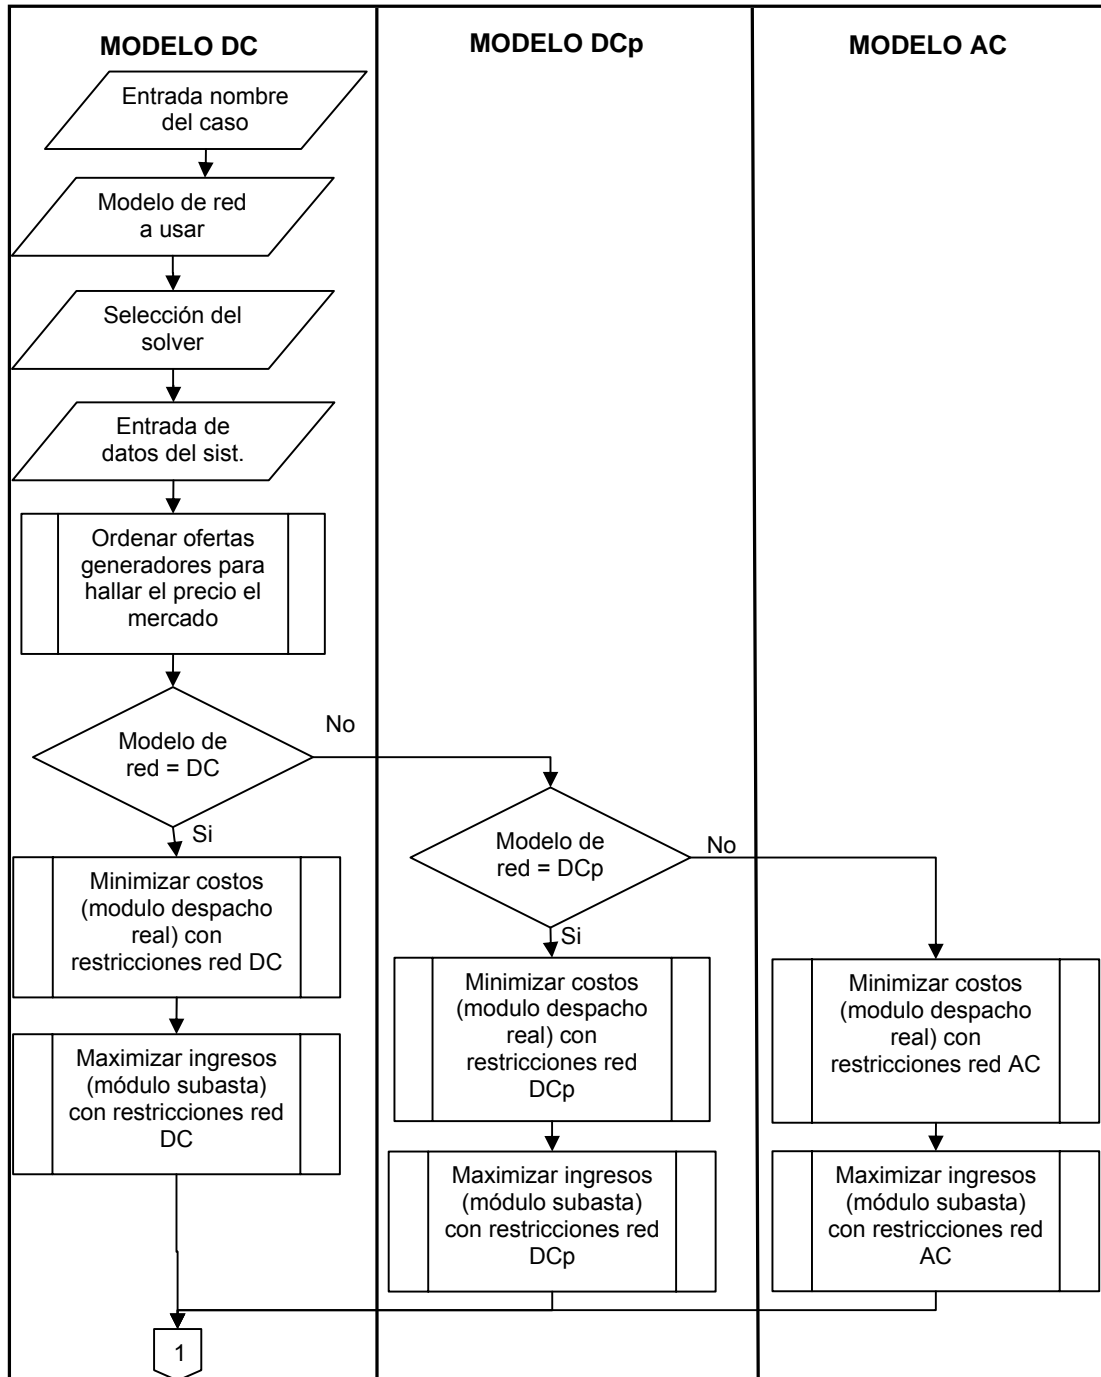 MODELO DC
MODELO DCp
MODELO AC
Entrada nombre
del caso
Modelo de red
a usar
Selección del
solver
Entrada de
datos del sist.
Ordenar ofertas
generadores para
hallar el precio el
mercado
Modelo de
red = DC
No
Si
Modelo de
red = DCp
No
Si
Minimizar costos
(modulo despacho
real) con
restricciones red DC
Minimizar costos
(modulo despacho
real) con
restricciones red
DCp
Minimizar costos
(modulo despacho
real) con
restricciones red AC
Maximizar ingresos
(módulo subasta)
con restricciones red
DC
Maximizar ingresos
(módulo subasta)
con restricciones red
DCp
Maximizar ingresos
(módulo subasta)
con restricciones red
AC
1